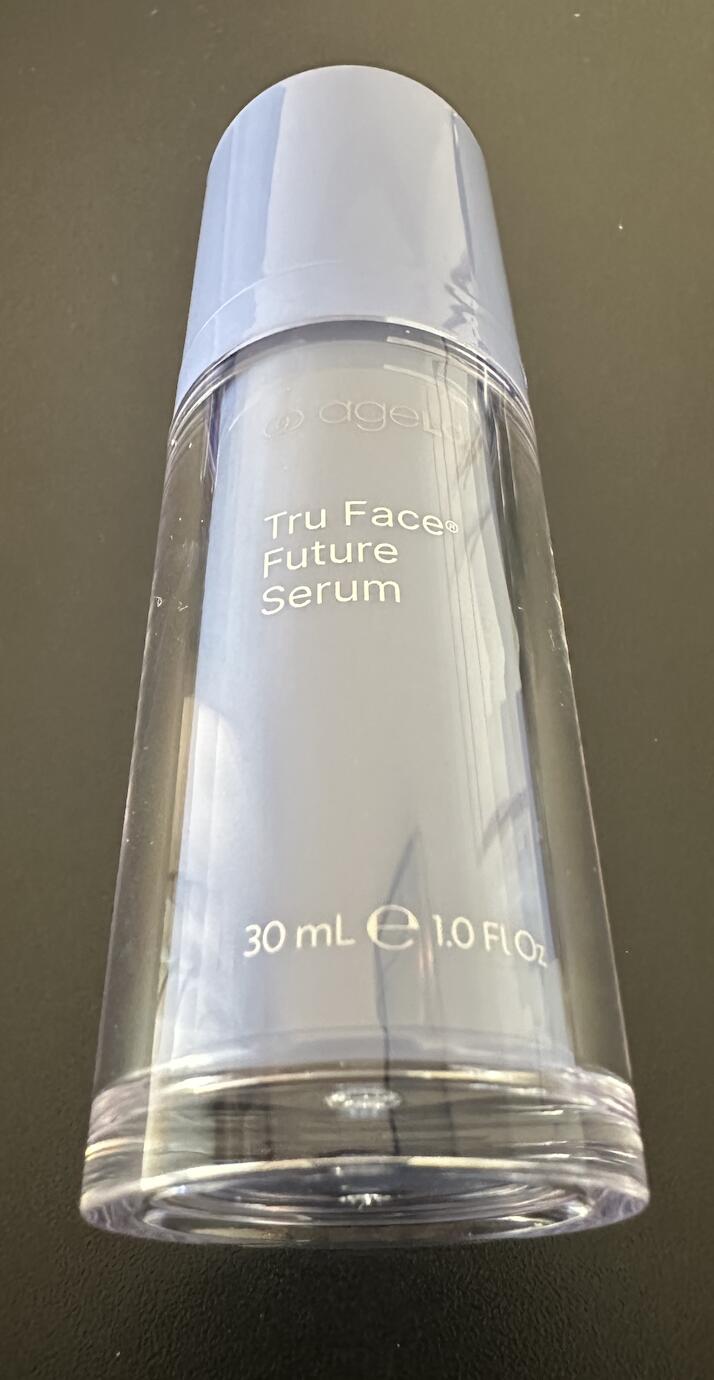 Tru Face®
Future
Serum
30 mL ℮ 1.0 Fl Oz